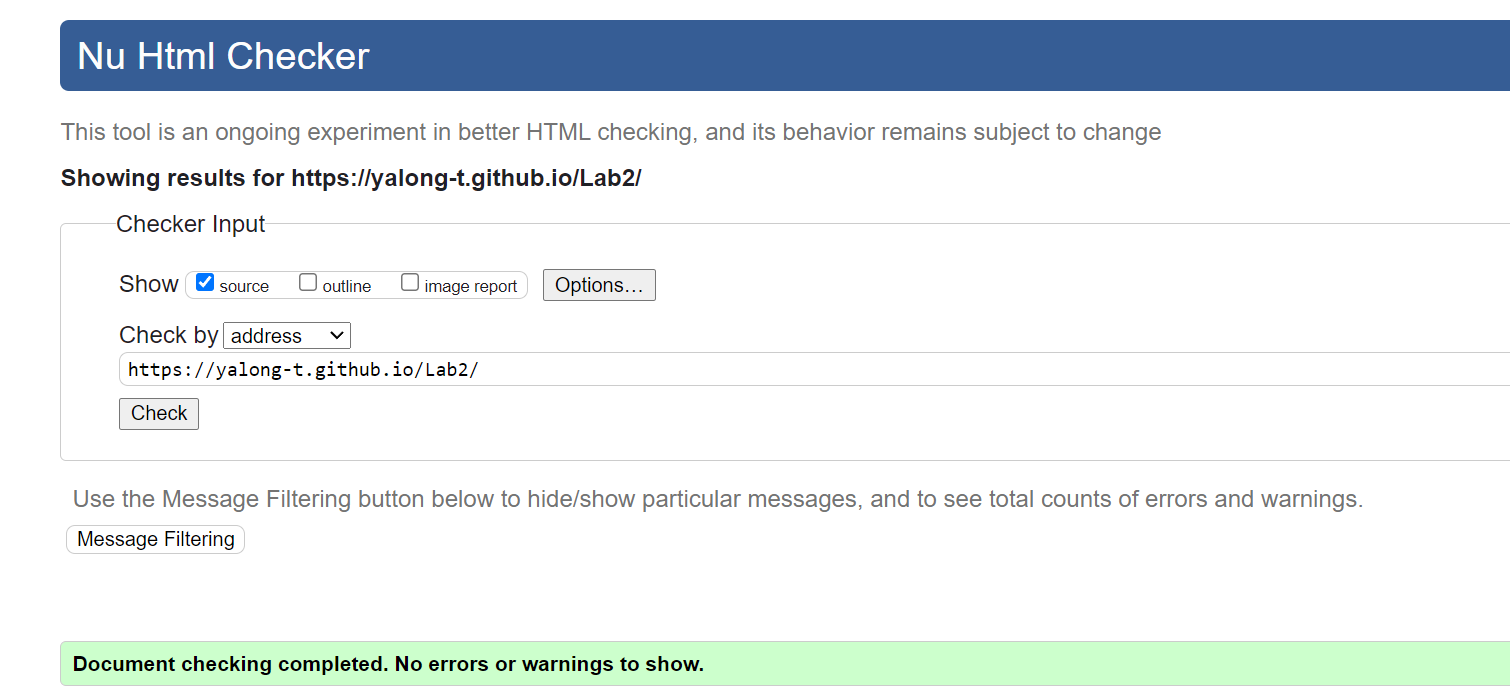 Nu Html Checker
This tool is an ongoing experiment in better HTML checking, and its behavior remains subject to change
Showing results for https://yalong-t.github.io/Lab2/
Checker Input
Show source outline image report Options...
Check by address
https://yalong-t.github.io/Lab2/
Check
Use the Message Filtering button below to hide/show particular messages, and to see total counts of errors and warnings.
Message Filtering
Document checking completed. No errors or warnings to show.